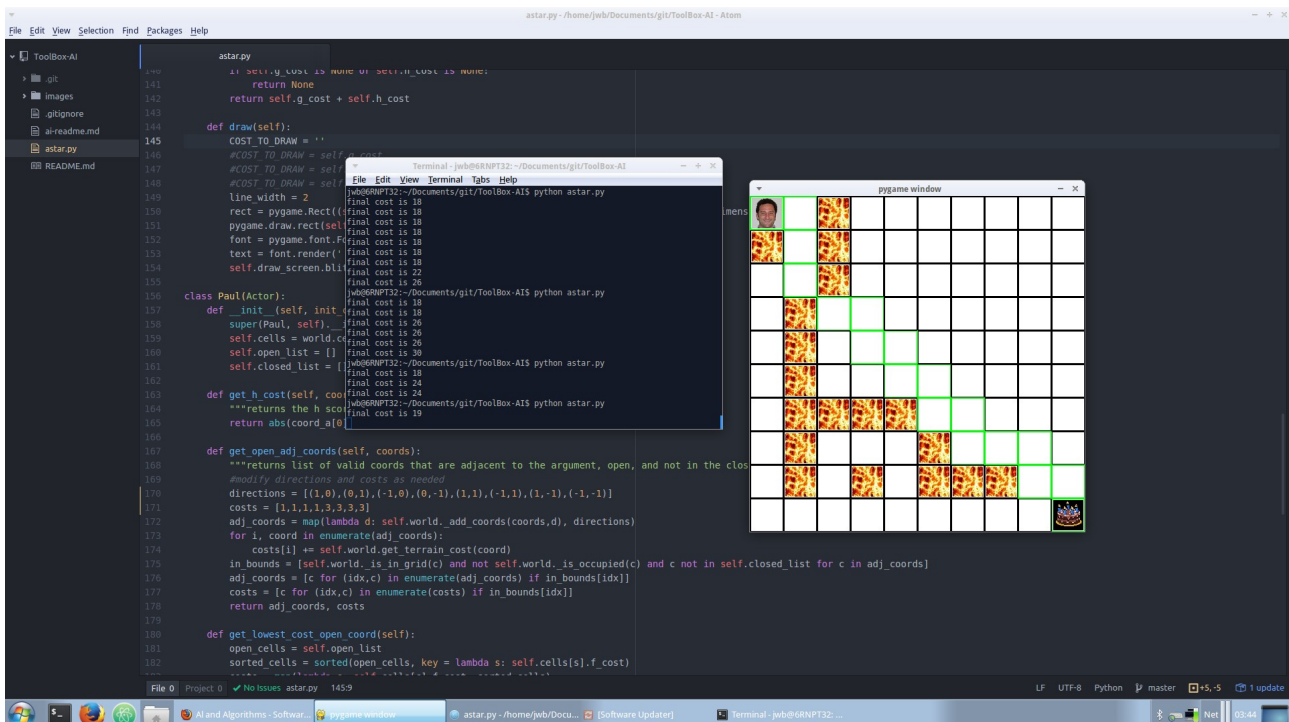 astar.py - /home/jwb/Documents/git/ToolBox-AI - Atom
File Edit View Selection Find Packages Help
ToolBox-AI
.git
images
.gitignore
ai-readme.md
astar.py
README.md
astar.py
140 if self.g_cost is None or self.h_cost is None:
141 return None
142 return self.g_cost + self.h_cost
143
144 def draw(self):
145 COST_TO_DRAW = ''
146 #COST_TO_DRAW = self.g_cost
147 #COST_TO_DRAW = self
148 #COST_TO_DRAW = self
149 line_width = 2
150 rect = pygame.Rect((
151 pygame.draw.rect(sel
152 font = pygame.font.Fo
153 text = font.render('
154 self.draw_screen.bli
155
156 class Paul(Actor):
157 def __init__(self, init_c
158 super(Paul, self).__i
159 self.cells = world.ce
160 self.open_list = []
161 self.closed_list = [
162
163 def get_h_cost(self, coor
164 """returns the h scor
165 return abs(coord_a[0
166
167 def get_open_adj_coords(self, coords):
168 """returns list of valid coords that are adjacent to the argument, open, and not in the clos
169 #modify directions and costs as needed
170 directions = [(1,0),(0,1),(-1,0),(0,-1),(1,1),(-1,1),(1,-1),(-1,-1)]
171 costs = [1,1,1,1,3,3,3,3]
172 adj_coords = map(lambda d: self.world._add_coords(coords,d), directions)
173 for i, coord in enumerate(adj_coords):
174 costs[i] += self.world.get_terrain_cost(coord)
175 in_bounds = [self.world._is_in_grid(c) and not self.world._is_occupied(c) and c not in self.closed_list for c in adj_coords]
176 adj_coords = [c for (idx,c) in enumerate(adj_coords) if in_bounds[idx]]
177 costs = [c for (idx,c) in enumerate(costs) if in_bounds[idx]]
178 return adj_coords, costs
179
180 def get_lowest_cost_open_coord(self):
181 open_cells = self.open_list
182 sorted_cells = sorted(open_cells, key = lambda s: self.cells[s].f_cost)
Terminal - jwb@6RNPT32: ~/Documents/git/ToolBox-AI
File Edit View Terminal Tabs Help
jwb@6RNPT32:~/Documents/git/ToolBox-AI$ python astar.py
final cost is 18
final cost is 18
final cost is 18
final cost is 18
final cost is 18
final cost is 18
final cost is 18
final cost is 22
final cost is 26
jwb@6RNPT32:~/Documents/git/ToolBox-AI$ python astar.py
final cost is 18
final cost is 18
final cost is 26
final cost is 26
final cost is 26
final cost is 30
jwb@6RNPT32:~/Documents/git/ToolBox-AI$ python astar.py
final cost is 18
final cost is 24
final cost is 24
jwb@6RNPT32:~/Documents/git/ToolBox-AI$ python astar.py
final cost is 19
imens
pygame window
File 0 Project 0 No Issues astar.py 145:9
LF UTF-8 Python master +5, -5 1 update
AI and Algorithms - Softwar...
pygame window
astar.py - /home/jwb/Docu...
[Software Updater]
Terminal - jwb@6RNPT32: ...
Net
03:44